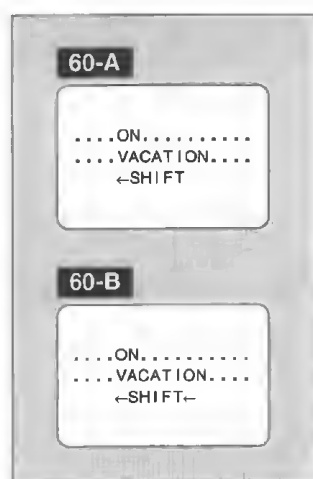 60-A
....ON..........
....VACATION....
←SHIFT
60-B
....ON..........
....VACATION....
←SHIFT←